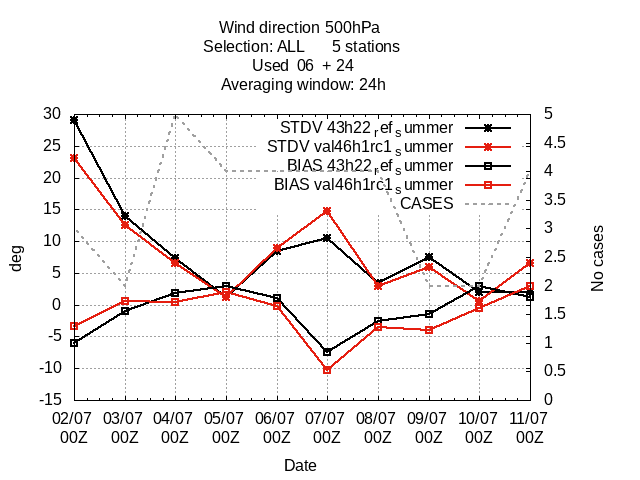 Wind direction 500hPa
Selection: ALL 5 stations
Used 06 + 24
Averaging window: 24h
STDV 43h22_ref_summer
STDV val46h1rc1_summer
BIAS 43h22_ref_summer
BIAS val46h1rc1_summer
CASES
deg
30
25
20
15
10
5
0
-5
-10
-15
No cases
5
4.5
4
3.5
3
2.5
2
1.5
1
0.5
0
02/07 03/07 04/07 05/07 06/07 07/07 08/07 09/07 10/07 11/07
00Z 00Z 00Z 00Z 00Z 00Z 00Z 00Z 00Z 00Z
Date